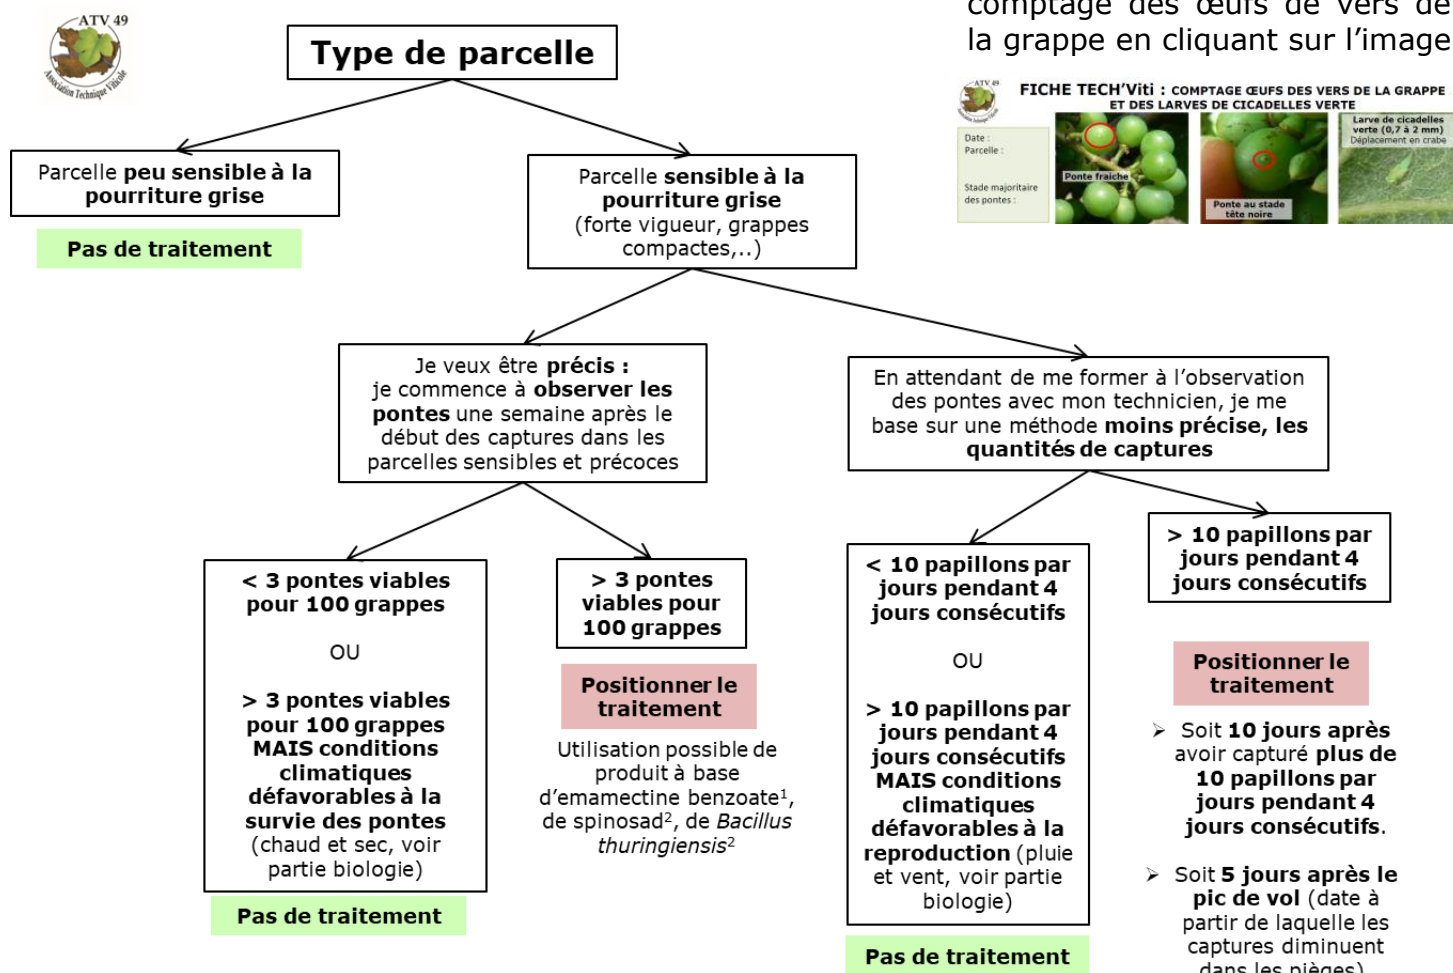 comptage des œufs de vers de
la grappe en cliquant sur l’image
ATV 49
Association Technique Viticole
Type de parcelle
ATV 49
FICHE TECH’Viti : COMPTAGE ŒUFS DES VERS DE LA GRAPPE
ET DES LARVES DE CICADELLES VERTE
Date :
Parcelle :
Stade majoritaire
des pontes :
Ponte fraiche
Ponte au stade
tête noire
Larve de cicadelles
verte (0,7 à 2 mm)
Déplacement en crabe
Parcelle peu sensible à la
pourriture grise
Pas de traitement
Parcelle sensible à la
pourriture grise
(forte vigueur, grappes
compactes,..)
Je veux être précis :
je commence à observer les
pontes une semaine après le
début des captures dans les
parcelles sensibles et précoces
En attendant de me former à l’observation
des pontes avec mon technicien, je me
base sur une méthode moins précise, les
quantités de captures
< 3 pontes viables
pour 100 grappes
OU
> 3 pontes viables
pour 100 grappes
MAIS conditions
climatiques
défavorables à la
survie des pontes
(chaud et sec, voir
partie biologie)
Pas de traitement
> 3 pontes
viables pour
100 grappes
Positionner le
traitement
Utilisation possible de
produit à base
d’emamectine benzoate¹,
de spinosad², de Bacillus
thuringiensis²
< 10 papillons par
jours pendant 4
jours consécutifs
OU
> 10 papillons par
jours pendant 4
jours consécutifs
MAIS conditions
climatiques
défavorables à la
reproduction (pluie
et vent, voir partie
biologie)
Pas de traitement
> 10 papillons par
jours pendant 4
jours consécutifs
Positionner le
traitement
➢ Soit 10 jours après
avoir capturé plus de
10 papillons par
jours pendant 4
jours consécutifs.
➢ Soit 5 jours après le
pic de vol (date à
partir de laquelle les
captures diminuent
dans les pièges)